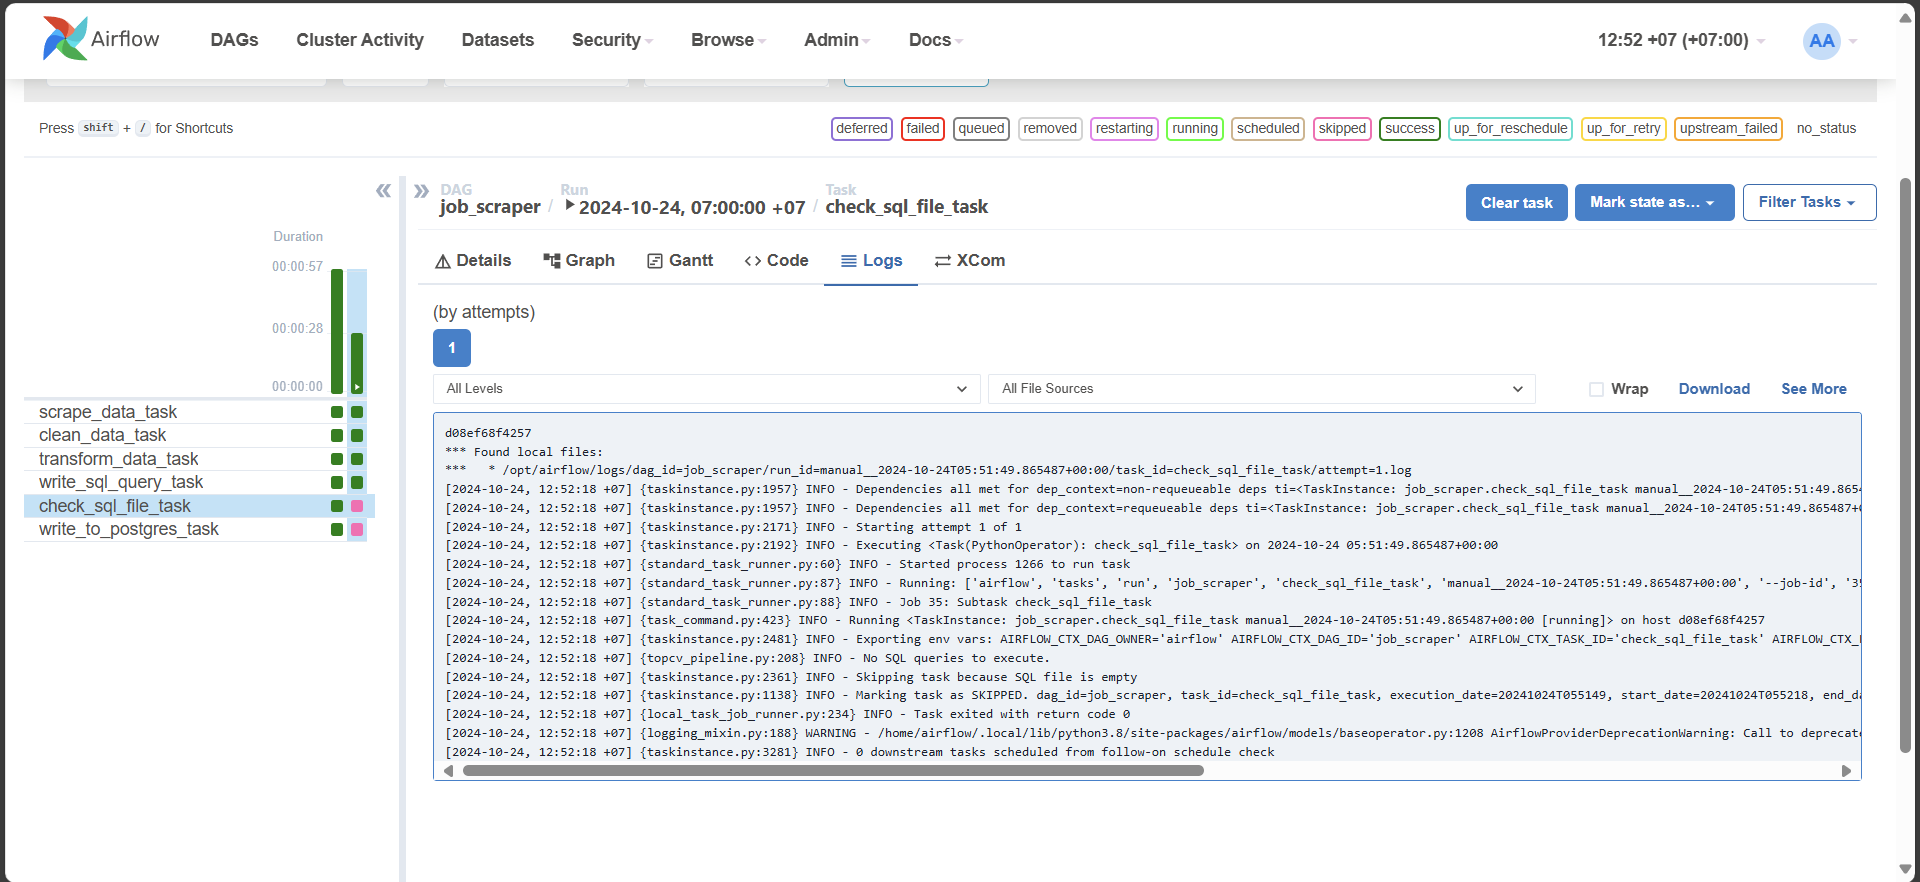 Airflow DAGs Cluster Activity Datasets Security Browse Admin Docs 12:52 +07 (+07:00) AA
Press shift + / for Shortcuts deferred failed queued removed restarting running scheduled skipped success up_for_reschedule up_for_retry upstream_failed no_status
DAG Run Task
job_scraper / 2024-10-24, 07:00:00 +07 / check_sql_file_task
Clear task Mark state as... Filter Tasks
Duration
00:00:57
00:00:28
00:00:00
scrape_data_task
clean_data_task
transform_data_task
write_sql_query_task
check_sql_file_task
write_to_postgres_task
Details Graph Gantt Code Logs XCom
(by attempts)
1
All Levels All File Sources Wrap Download See More
d08ef68f4257
*** Found local files:
***   * /opt/airflow/logs/dag_id=job_scraper/run_id=manual__2024-10-24T05:51:49.865487+00:00/task_id=check_sql_file_task/attempt=1.log
[2024-10-24, 12:52:18 +07] {taskinstance.py:1957} INFO - Dependencies all met for dep_context=non-requeueable deps ti=<TaskInstance: job_scraper.check_sql_file_task manual__2024-10-24T05:51:49.8654
[2024-10-24, 12:52:18 +07] {taskinstance.py:1957} INFO - Dependencies all met for dep_context=requeueable deps ti=<TaskInstance: job_scraper.check_sql_file_task manual__2024-10-24T05:51:49.865487+0
[2024-10-24, 12:52:18 +07] {taskinstance.py:2171} INFO - Starting attempt 1 of 1
[2024-10-24, 12:52:18 +07] {taskinstance.py:2192} INFO - Executing <Task(PythonOperator): check_sql_file_task> on 2024-10-24 05:51:49.865487+00:00
[2024-10-24, 12:52:18 +07] {standard_task_runner.py:60} INFO - Started process 1266 to run task
[2024-10-24, 12:52:18 +07] {standard_task_runner.py:87} INFO - Running: ['airflow', 'tasks', 'run', 'job_scraper', 'check_sql_file_task', 'manual__2024-10-24T05:51:49.865487+00:00', '--job-id', '35
[2024-10-24, 12:52:18 +07] {standard_task_runner.py:88} INFO - Job 35: Subtask check_sql_file_task
[2024-10-24, 12:52:18 +07] {task_command.py:423} INFO - Running <TaskInstance: job_scraper.check_sql_file_task manual__2024-10-24T05:51:49.865487+00:00 [running]> on host d08ef68f4257
[2024-10-24, 12:52:18 +07] {taskinstance.py:2481} INFO - Exporting env vars: AIRFLOW_CTX_DAG_OWNER='airflow' AIRFLOW_CTX_DAG_ID='job_scraper' AIRFLOW_CTX_TASK_ID='check_sql_file_task' AIRFLOW_CTX_
[2024-10-24, 12:52:18 +07] {topcv_pipeline.py:208} INFO - No SQL queries to execute.
[2024-10-24, 12:52:18 +07] {taskinstance.py:2361} INFO - Skipping task because SQL file is empty
[2024-10-24, 12:52:18 +07] {taskinstance.py:1138} INFO - Marking task as SKIPPED. dag_id=job_scraper, task_id=check_sql_file_task, execution_date=20241024T055149, start_date=20241024T055218, end_da
[2024-10-24, 12:52:18 +07] {local_task_job_runner.py:234} INFO - Task exited with return code 0
[2024-10-24, 12:52:18 +07] {logging_mixin.py:188} WARNING - /home/airflow/.local/lib/python3.8/site-packages/airflow/models/baseoperator.py:1208 AirflowProviderDeprecationWarning: Call to deprecat
[2024-10-24, 12:52:18 +07] {taskinstance.py:3281} INFO - 0 downstream tasks scheduled from follow-on schedule check